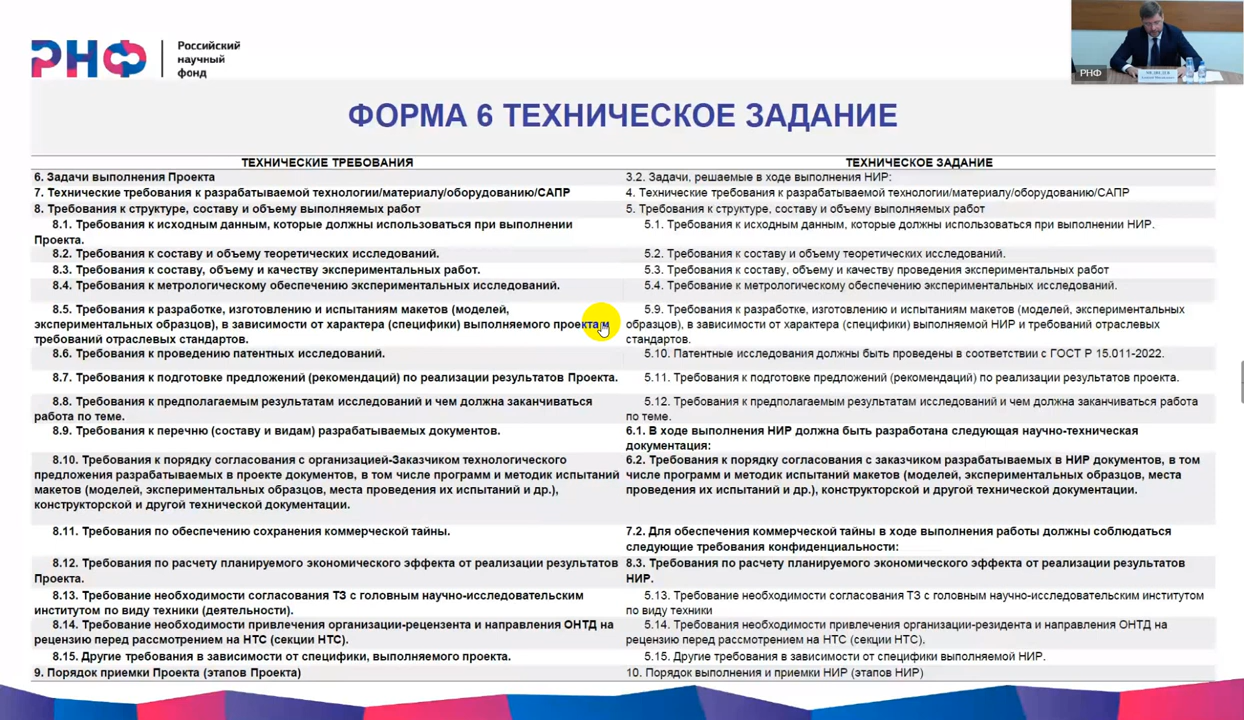 РНФ
Российский
научный
фонд
РНФ
ФОРМА 6 ТЕХНИЧЕСКОЕ ЗАДАНИЕ
ТЕХНИЧЕСКИЕ ТРЕБОВАНИЯ
ТЕХНИЧЕСКОЕ ЗАДАНИЕ
6. Задачи выполнения Проекта
3.2. Задачи, решаемые в ходе выполнения НИР:
7. Технические требования к разрабатываемой технологии/материалу/оборудованию/САПР
4. Технические требования к разрабатываемой технологии/материалу/оборудованию/САПР
8. Требования к структуре, составу и объему выполняемых работ
5. Требования к структуре, составу и объему выполняемых работ
8.1. Требования к исходным данным, которые должны использоваться при выполнении
Проекта.
5.1. Требования к исходным данным, которые должны использоваться при выполнении НИР.
8.2. Требования к составу и объему теоретических исследований.
5.2. Требования к составу и объему теоретических исследований.
8.3. Требования к составу, объему и качеству экспериментальных работ.
5.3. Требования к составу, объему и качеству проведения экспериментальных работ
8.4. Требования к метрологическому обеспечению экспериментальных исследований.
5.4. Требование к метрологическому обеспечению экспериментальных исследований.
8.5. Требования к разработке, изготовлению и испытаниям макетов (моделей,
экспериментальных образцов), в зависимости от характера (специфики) выполняемого проекта и
требований отраслевых стандартов.
5.9. Требования к разработке, изготовлению и испытаниям макетов (моделей, экспериментальных
образцов), в зависимости от характера (специфики) выполняемой НИР и требований отраслевых
стандартов.
8.6. Требования к проведению патентных исследований.
5.10. Патентные исследования должны быть проведены в соответствии с ГОСТ Р 15.011-2022.
8.7. Требования к подготовке предложений (рекомендаций) по реализации результатов Проекта.
5.11. Требования к подготовке предложений (рекомендаций) по реализации результатов проекта.
8.8. Требования к предполагаемым результатам исследований и чем должна заканчиваться
работа по теме.
5.12. Требования к предполагаемым результатам исследований и чем должна заканчиваться работа
по теме.
8.9. Требования к перечню (составу и видам) разрабатываемых документов.
6.1. В ходе выполнения НИР должна быть разработана следующая научно-техническая
документация:
8.10. Требования к порядку согласования с организацией-Заказчиком технологического
предложения разрабатываемых в проекте документов, в том числе программ и методик испытаний
макетов (моделей, экспериментальных образцов, места проведения их испытаний и др.),
конструкторской и другой технической документации.
6.2. Требования к порядку согласования с заказчиком разрабатываемых в НИР документов, в том
числе программ и методик испытаний макетов (моделей, экспериментальных образцов, места
проведения их испытаний и др.), конструкторской и другой технической документации.
8.11. Требования по обеспечению сохранения коммерческой тайны.
7.2. Для обеспечения коммерческой тайны в ходе выполнения работы должны соблюдаться
следующие требования конфиденциальности:
8.12. Требования по расчету планируемого экономического эффекта от реализации результатов
Проекта.
8.3. Требования по расчету планируемого экономического эффекта от реализации результатов
НИР.
8.13. Требование необходимости согласования ТЗ с головным научно-исследовательским
институтом по виду техники (деятельности).
5.13. Требование необходимости согласования ТЗ с головным научно-исследовательским институтом
по виду техники
8.14. Требование необходимости привлечения организации-рецензента и направления ОНТД на
рецензию перед рассмотрением на НТС (секции НТС).
5.14. Требование необходимости привлечения организации-резидента и направления ОНТД на
рецензию перед рассмотрением на НТС (секции НТС).
8.15. Другие требования в зависимости от специфики, выполняемого проекта.
5.15. Другие требования в зависимости от специфики выполняемой НИР.
9. Порядок приемки Проекта (этапов Проекта)
10. Порядок выполнения и приемки НИР (этапов НИР)